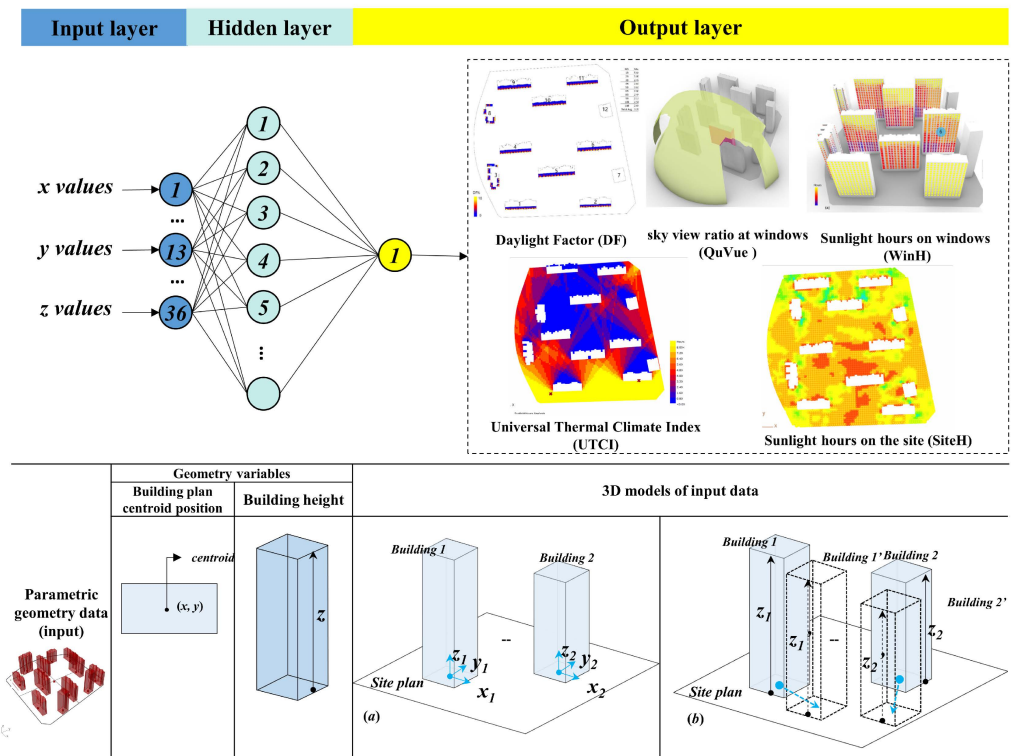 Input layer
Hidden layer
Output layer
x values
y values
z values
1
...
13
...
36
1
2
3
4
5
...
1
11
10
12
7
Daylight Factor (DF)
sky view ratio at windows
(QuVue )
Sunlight hours on windows
(WinH)
Universal Thermal Climate Index
(UTCI)
Sunlight hours on the site (SiteH)
Geometry variables
Building plan
centroid position
Building height
3D models of input data
Parametric
geometry data
(input)
centroid
(x, y)
z
Building 1
Building 2
--
z1
y1
x1
z2
y2
x2
Site plan
(a)
Building 1
Building 1’
Building 2
Building 2’
z1
z1’
--
z2’
z2
Site plan
(b)